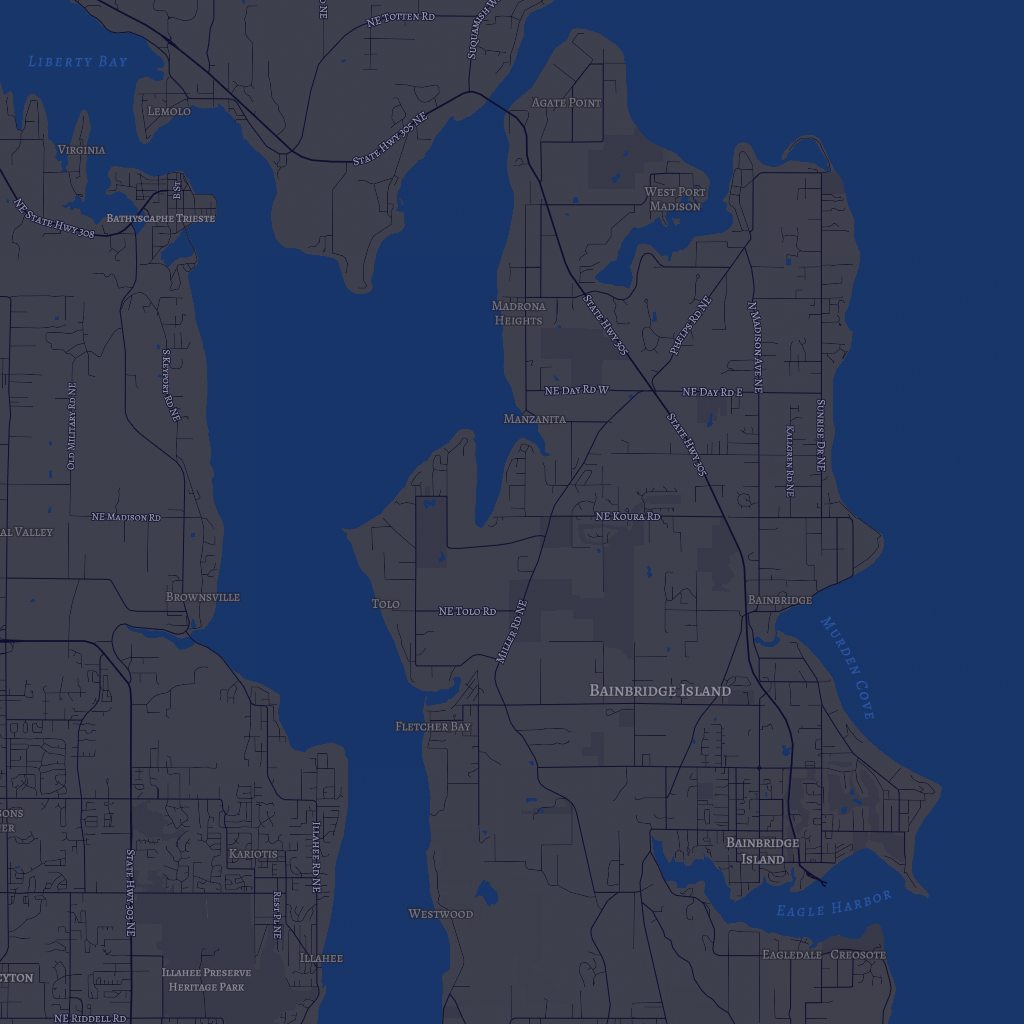 NE Totten Rd
Suquamish W
Liberty Bay
Agate Point
Lemolo
State Hwy 305 NE
Virginia
B St
West Port
Madison
NE State Hwy 308
Bathyscaphe Trieste
Madrona
Heights
State Hwy 305
Phelps Rd NE
N Madison Ave NE
S Keyport Rd NE
Old Military Rd NE
NE Day Rd W
NE Day Rd E
Manzanita
State Hwy 305
Sunrise Dr NE
Kallgren Rd NE
NE Madison Rd
NE Koura Rd
al Valley
Brownsville
Tolo
NE Tolo Rd
Miller Rd NE
Bainbridge
Murden Cove
Bainbridge Island
Fletcher Bay
Illahee Rd NE
Kariotis
State Hwy 303 NE
Bainbridge
Island
Rest Pl NE
Westwood
Eagle Harbor
Illahee
Eagledale
Creosote
Illahee Preserve
Heritage Park
NE Riddell Rd